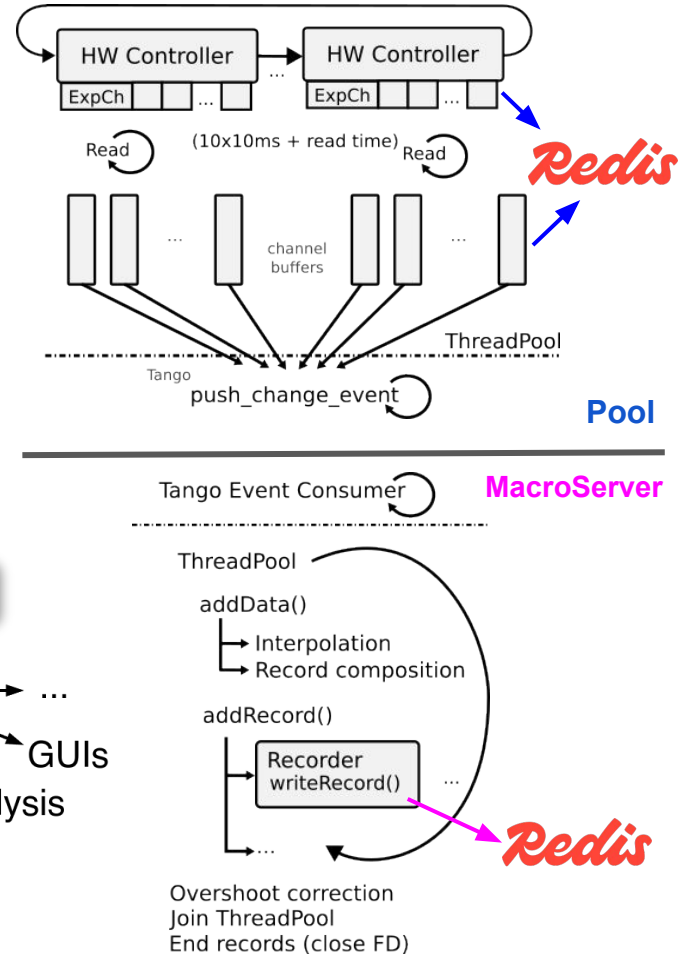 HW Controller
...
HW Controller
ExpCh
...
ExpCh
...
Read
(10x10ms + read time)
Read
Redis
...
channel
buffers
...
ThreadPool
Tango
push_change_event
Pool
MacroServer
Tango Event Consumer
ThreadPool
addData()
Interpolation
Record composition
...
addRecord()
GUIs
Recorder
writeRecord()
...
lysis
Redis
...
Overshoot correction
Join ThreadPool
End records (close FD)